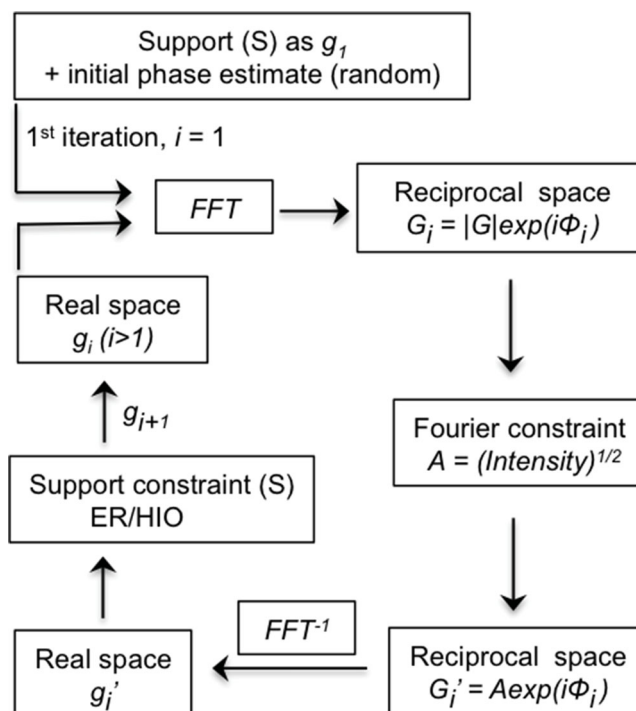 Support (S) as g₁
+ initial phase estimate (random)
1ˢᵗ iteration, i = 1
FFT
Reciprocal space
Gᵢ = |G|exp(iΦᵢ)
Real space
gᵢ (i>1)
gᵢ₊₁
Fourier constraint
A = (Intensity)¹ᐟ²
Support constraint (S)
ER/HIO
FFT⁻¹
Real space
gᵢ’
Reciprocal space
Gᵢ’ = Aexp(iΦᵢ)